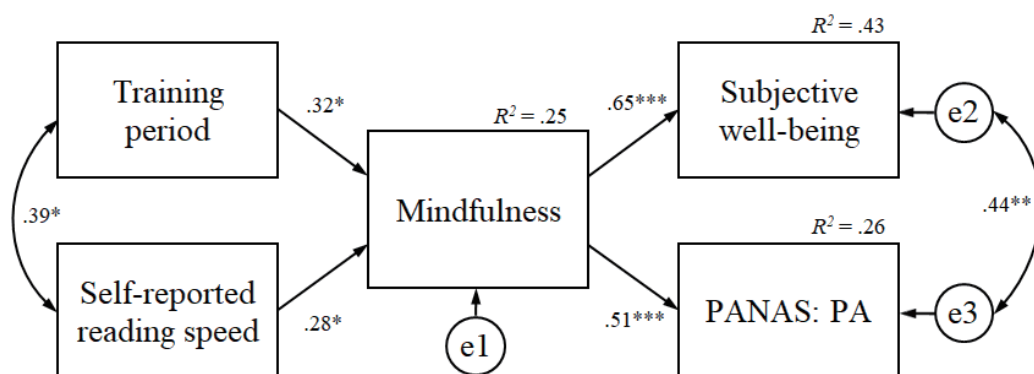 R² = .43
Training
period
.32*
R² = .25
.65***
Subjective
well-being
e2
.39*
Mindfulness
.44**
R² = .26
Self-reported
reading speed
.28*
e1
.51***
PANAS: PA
e3